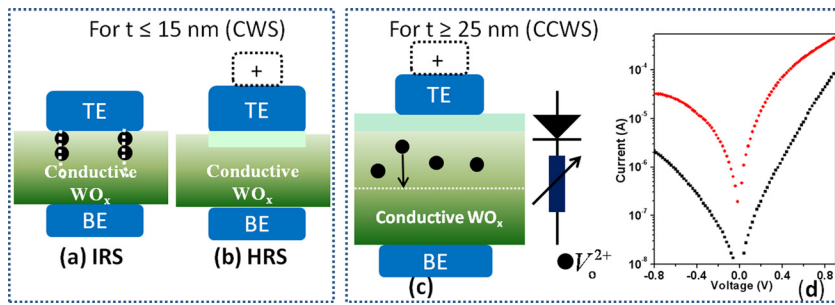 For t ≤ 15 nm (CWS)
+
TE
TE
Conductive
WOₓ
Conductive
WOₓ
BE
BE
(a) IRS
(b) HRS
For t ≥ 25 nm (CCWS)
+
TE
Conductive WOₓ
BE
(c)
V_o^{2+}
Current (A)
10⁻⁴
10⁻⁵
10⁻⁶
10⁻⁷
10⁻⁸
-0.8
-0.4
0.0
0.4
0.8
Voltage (V)
(d)